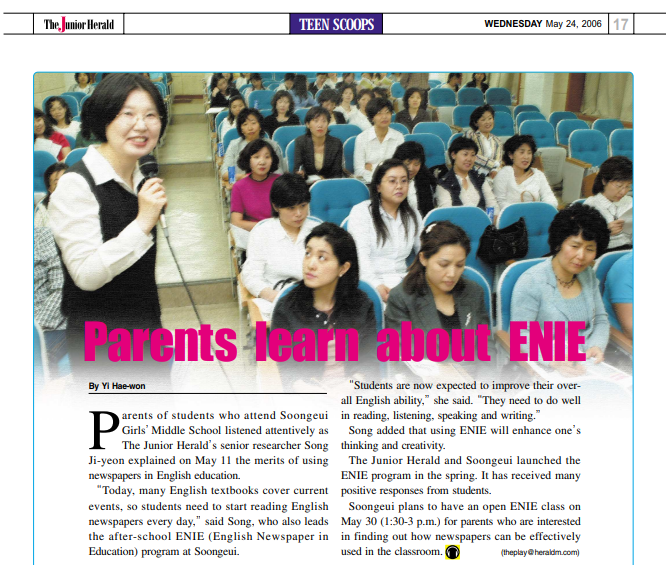 The Junior Herald
TEEN SCOOPS
WEDNESDAY May 24, 2006
17
Parents learn about ENIE
By Yi Hae-won
Parents of students who attend Soongeui
Girls' Middle School listened attentively as
The Junior Herald's senior researcher Song
Ji-yeon explained on May 11 the merits of using
newspapers in English education.
"Today, many English textbooks cover current
events, so students need to start reading English
newspapers every day," said Song, who also leads
the after-school ENIE (English Newspaper in
Education) program at Soongeui.
"Students are now expected to improve their over-
all English ability," she said. "They need to do well
in reading, listening, speaking and writing."
Song added that using ENIE will enhance one's
thinking and creativity.
The Junior Herald and Soongeui launched the
ENIE program in the spring. It has received many
positive responses from students.
Soongeui plans to have an open ENIE class on
May 30 (1:30-3 p.m.) for parents who are interested
in finding out how newspapers can be effectively
used in the classroom.
(theplay@heraldm.com)